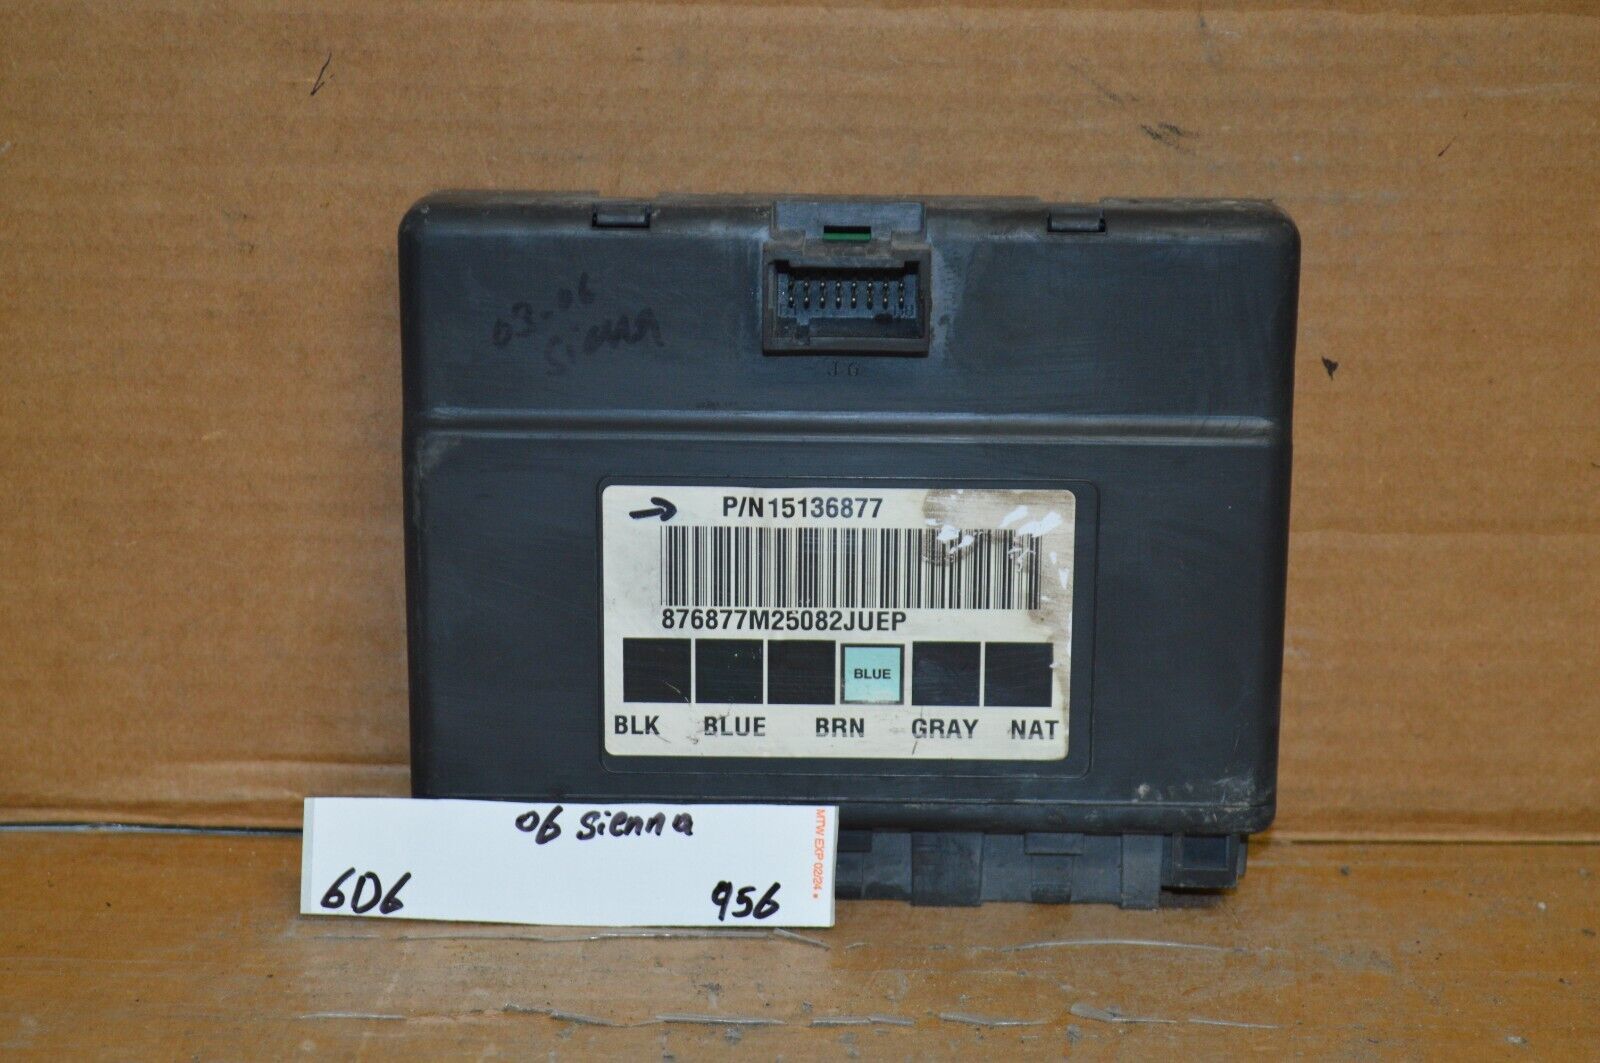 03-06
Sienna
J6
P/N15136877
876877M25082JUEP
BLUE
BLK BLUE BRN GRAY NAT
06 Sienna
6D6 956
MTW EXP 02/24